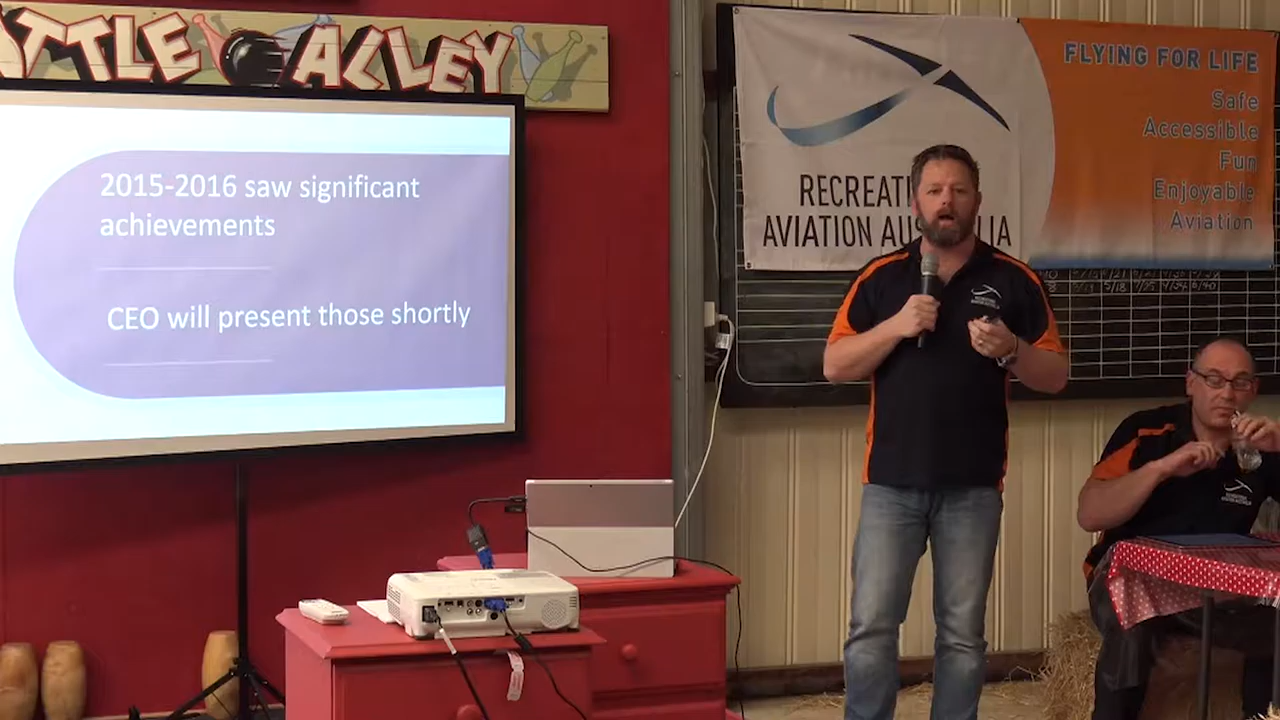 TTLE ALLEY
2015-2016 saw significant
achievements
CEO will present those shortly
RECREATI
AVIATION AU LIA
FLYING FOR LIFE
Safe
Accessible
Fun
Enjoyable
Aviation